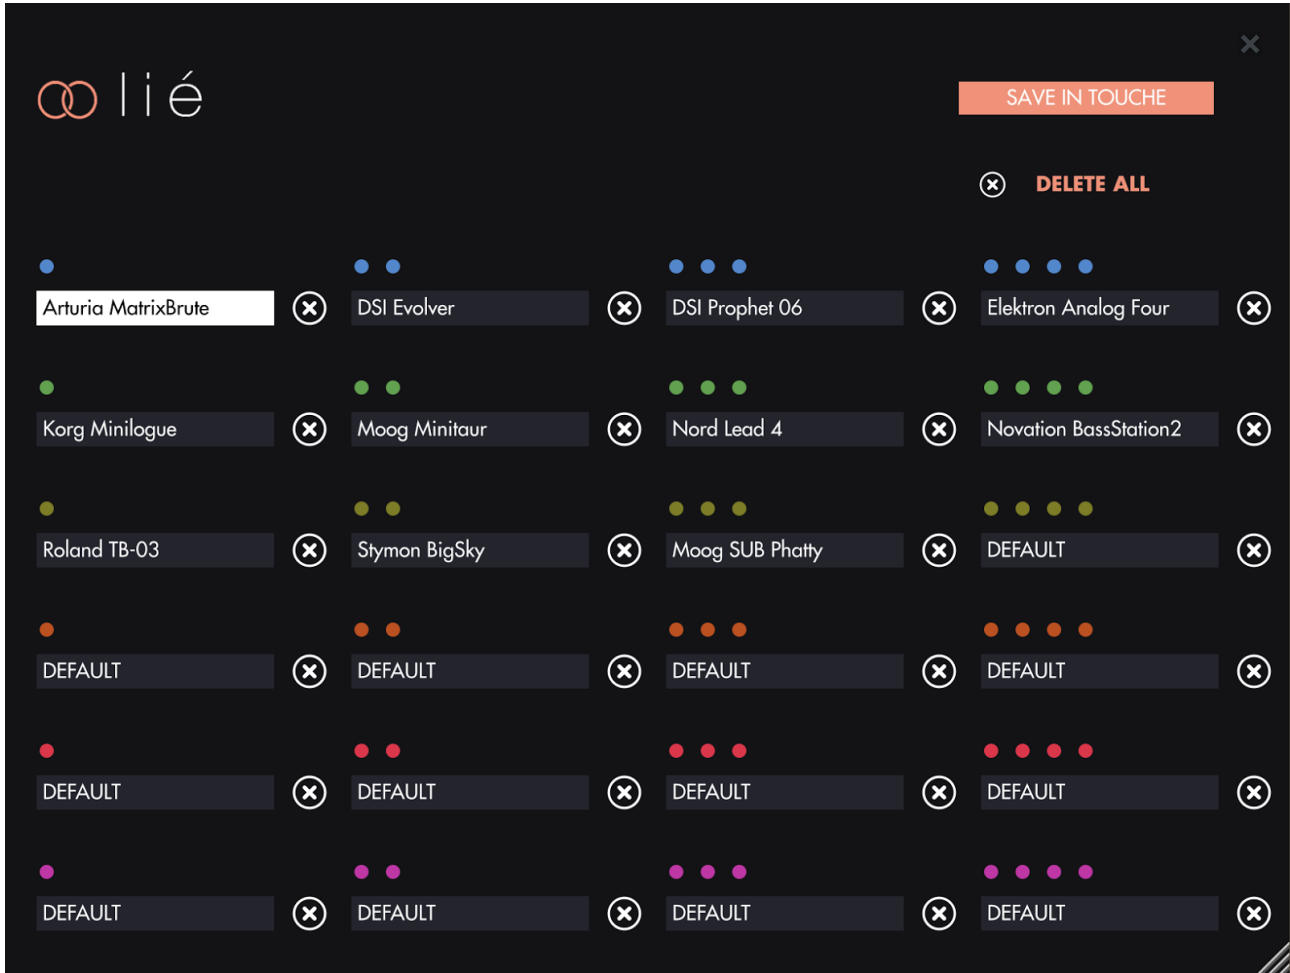 lié
SAVE IN TOUCHE
DELETE ALL
Arturia MatrixBrute
DSI Evolver
DSI Prophet 06
Elektron Analog Four
Korg Minilogue
Moog Minitaur
Nord Lead 4
Novation BassStation2
Roland TB-03
Stymon BigSky
Moog SUB Phatty
DEFAULT
DEFAULT
DEFAULT
DEFAULT
DEFAULT
DEFAULT
DEFAULT
DEFAULT
DEFAULT
DEFAULT
DEFAULT
DEFAULT
DEFAULT